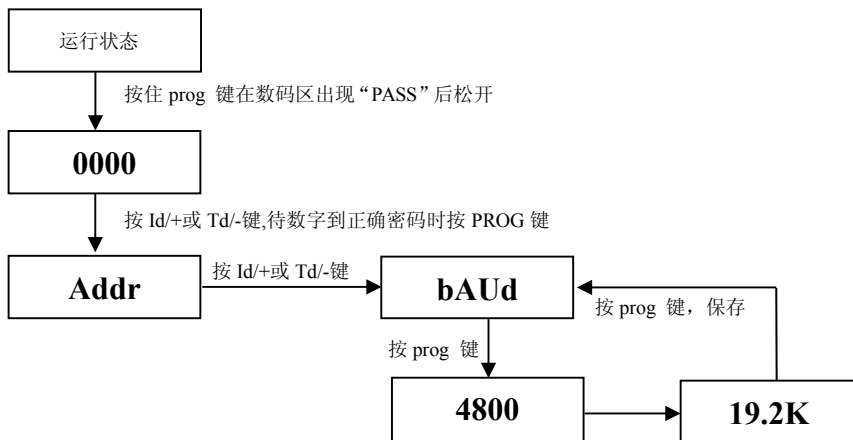 运行状态
按住 prog 键在数码区出现“PASS”后松开
0000
按 Id/+或 Td/-键,待数字到正确密码时按 PROG 键
Addr
按 Id/+或 Td/-键
bAUd
按 prog 键，保存
按 prog 键
4800
19.2K